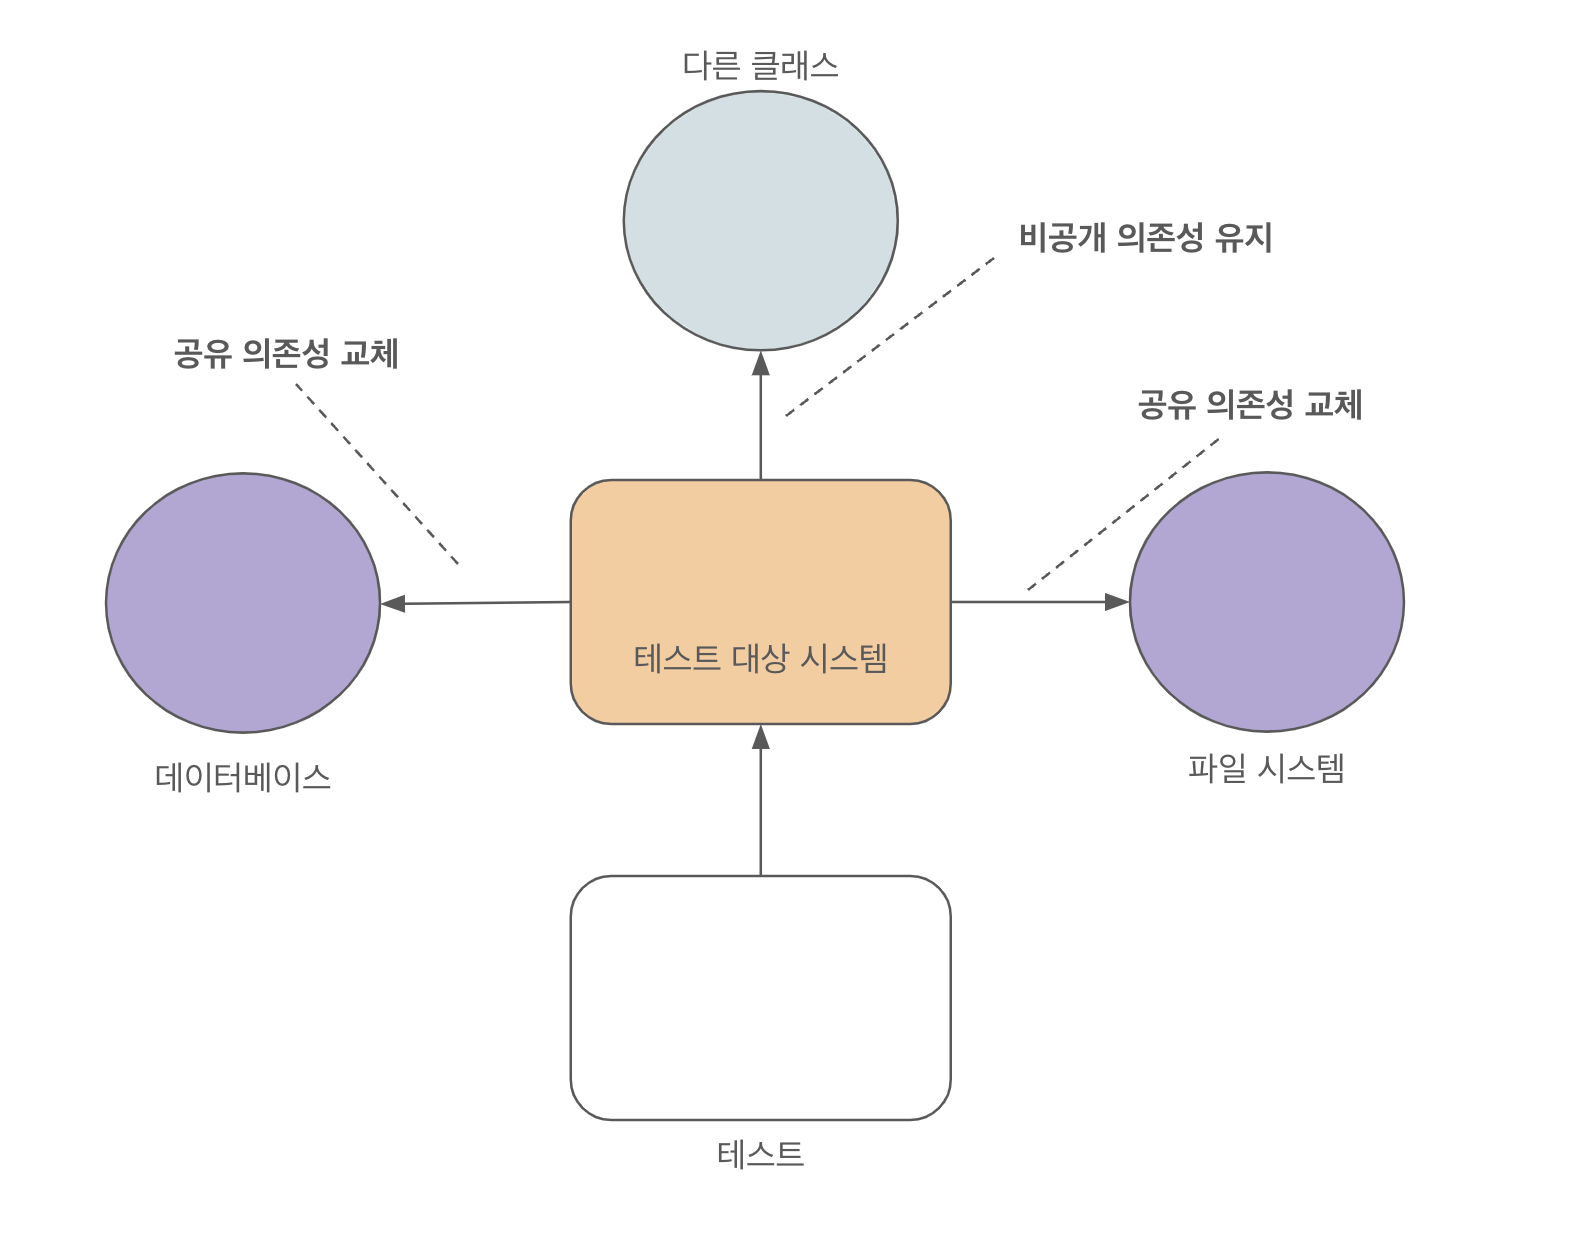 다른 클래스
비공개 의존성 유지
공유 의존성 교체
공유 의존성 교체
테스트 대상 시스템
데이터베이스
파일 시스템
테스트